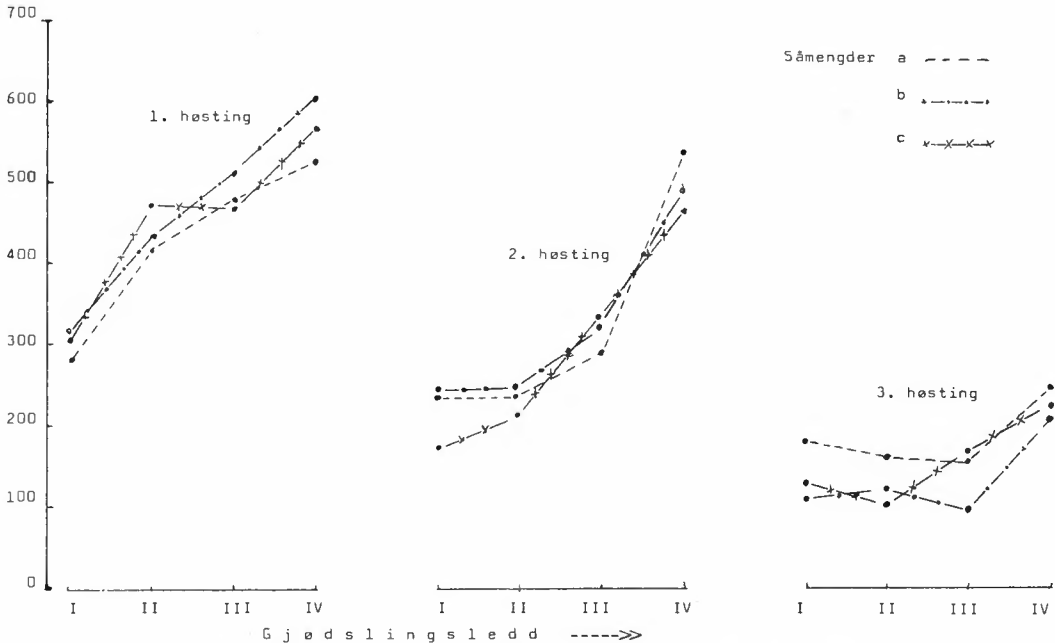 700
600
500
400
300
200
100
0
1. høsting
2. høsting
3. høsting
Såmengder a
b
c
I II III IV
I II III IV
I II III IV
Gjødslingsledd